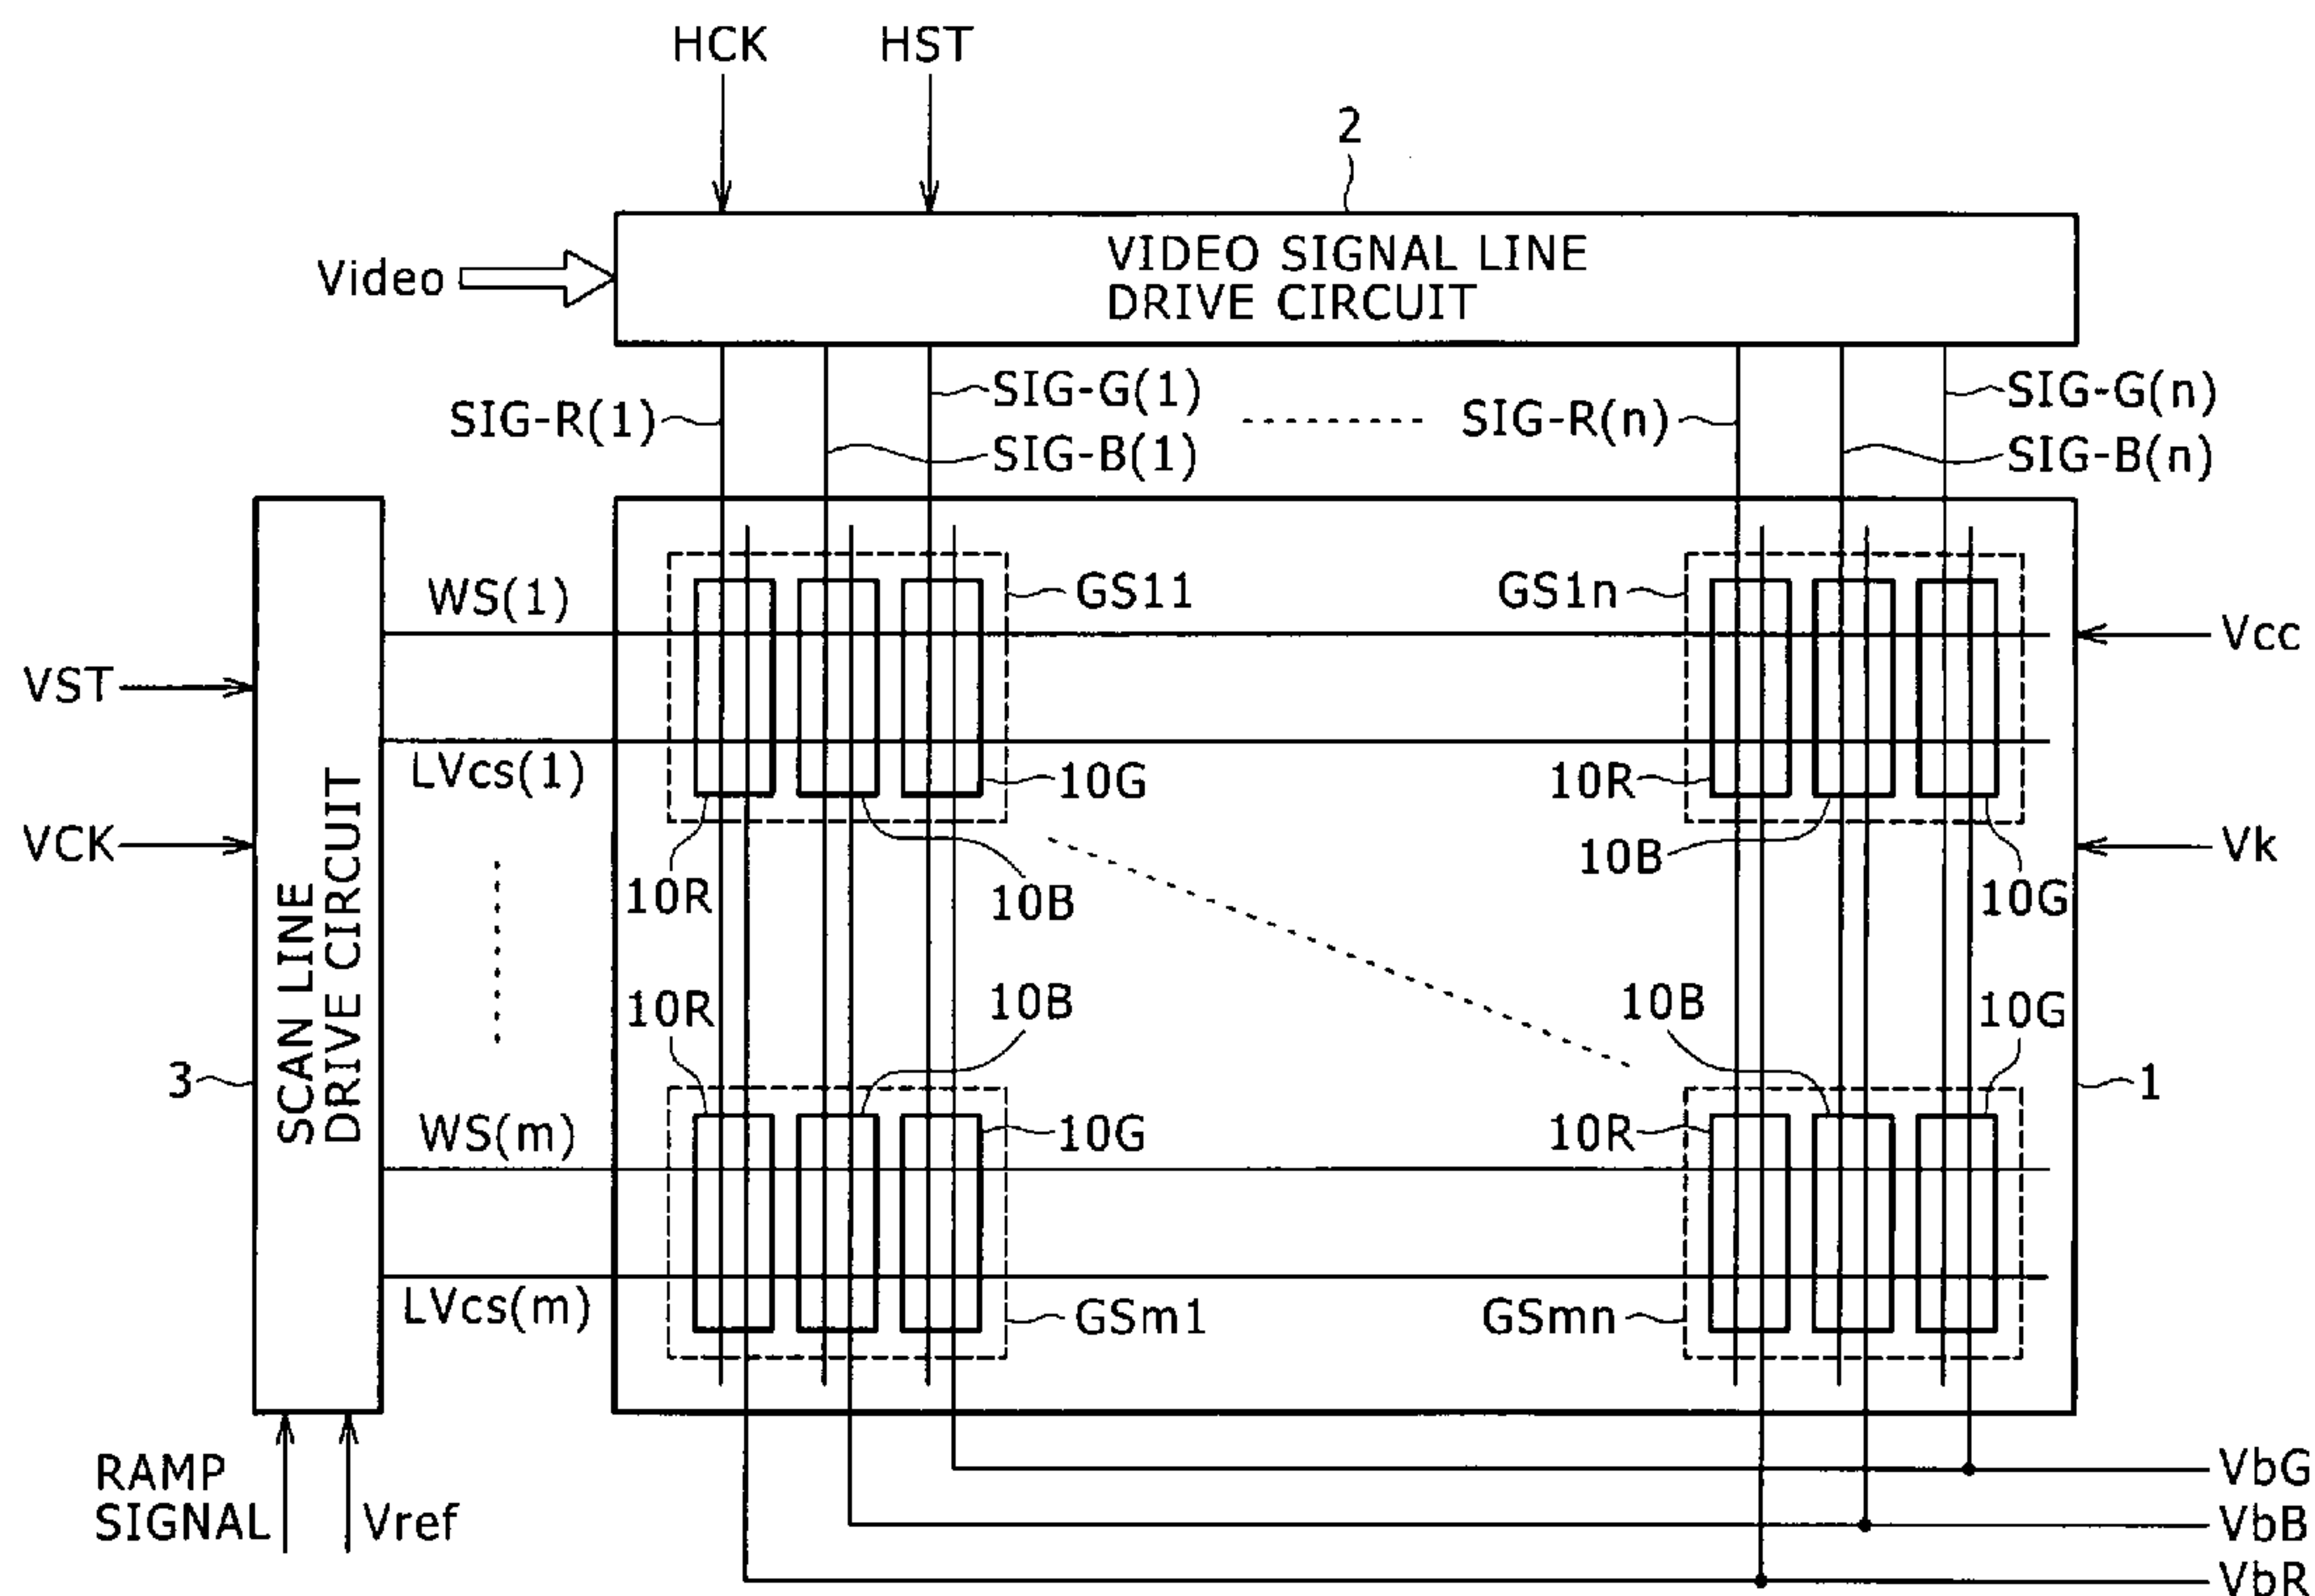 HCK
HST
2
Video
VIDEO SIGNAL LINE
DRIVE CIRCUIT
SIG-R(1)
SIG-G(1)
SIG-B(1)
SIG-R(n)
SIG-G(n)
SIG-B(n)
WS(1)
GS11
GS1n
Vcc
VST
LVcs(1)
10G
10R
VCK
10R
10B
10B
10G
Vk
SCAN LINE
DRIVE CIRCUIT
10R
10B
10B
10G
3
1
WS(m)
10G
10R
LVcs(m)
GSm1
GSmn
RAMP
SIGNAL
Vref
VbG
VbB
VbR